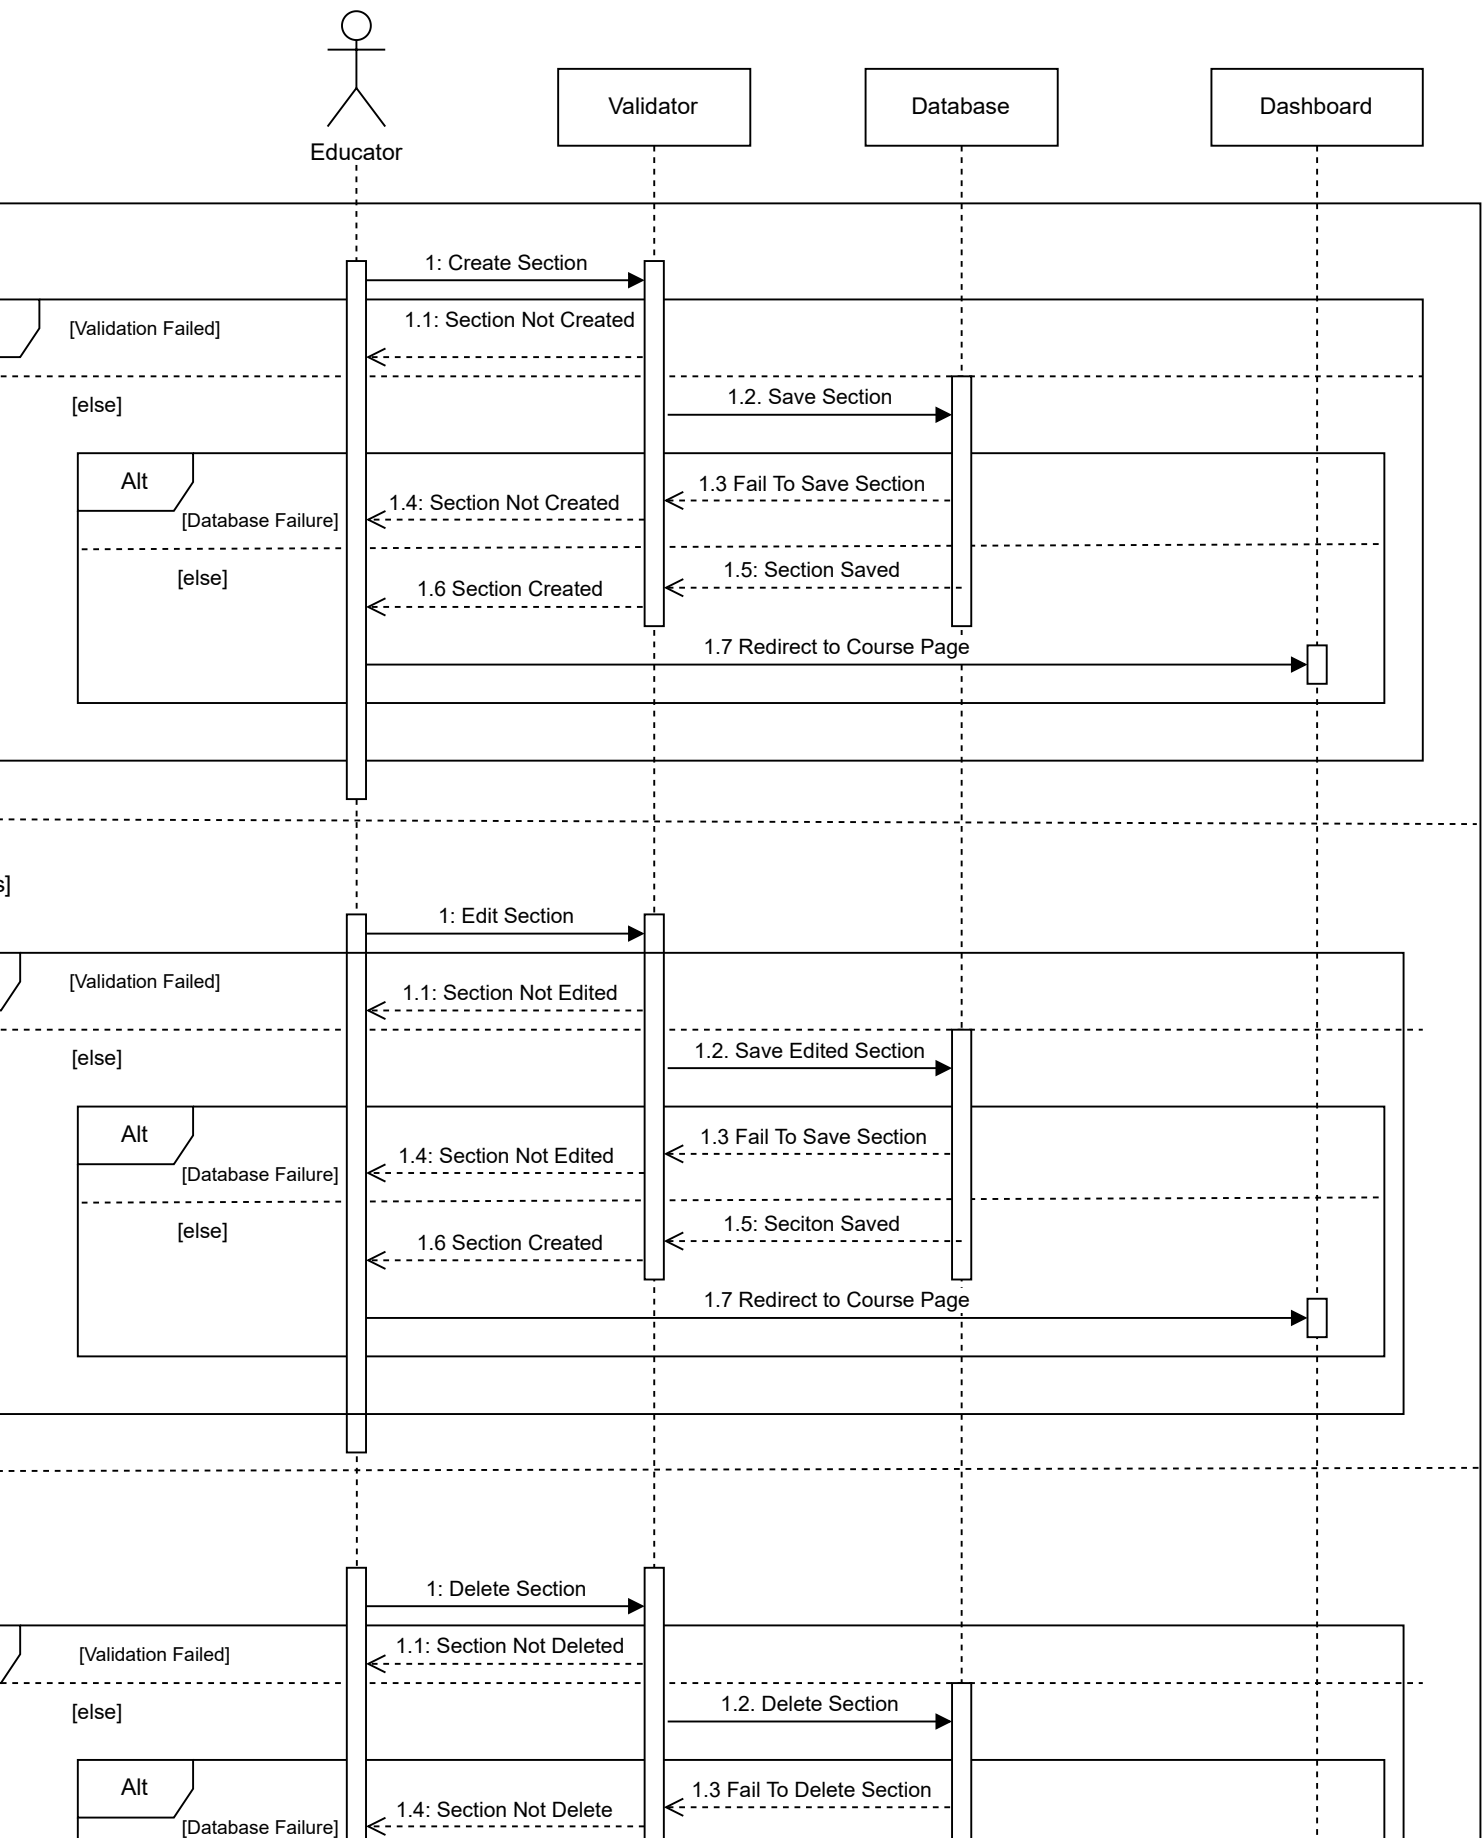 Educator
Validator
Database
Dashboard
1: Create Section
[Validation Failed]
1.1: Section Not Created
[else]
1.2. Save Section
Alt
1.3 Fail To Save Section
1.4: Section Not Created
[Database Failure]
1.5: Section Saved
[else]
1.6 Section Created
1.7 Redirect to Course Page
s]
1: Edit Section
[Validation Failed]
1.1: Section Not Edited
[else]
1.2. Save Edited Section
Alt
1.3 Fail To Save Section
1.4: Section Not Edited
[Database Failure]
1.5: Seciton Saved
[else]
1.6 Section Created
1.7 Redirect to Course Page
1: Delete Section
[Validation Failed]
1.1: Section Not Deleted
[else]
1.2. Delete Section
Alt
1.3 Fail To Delete Section
1.4: Section Not Delete
[Database Failure]